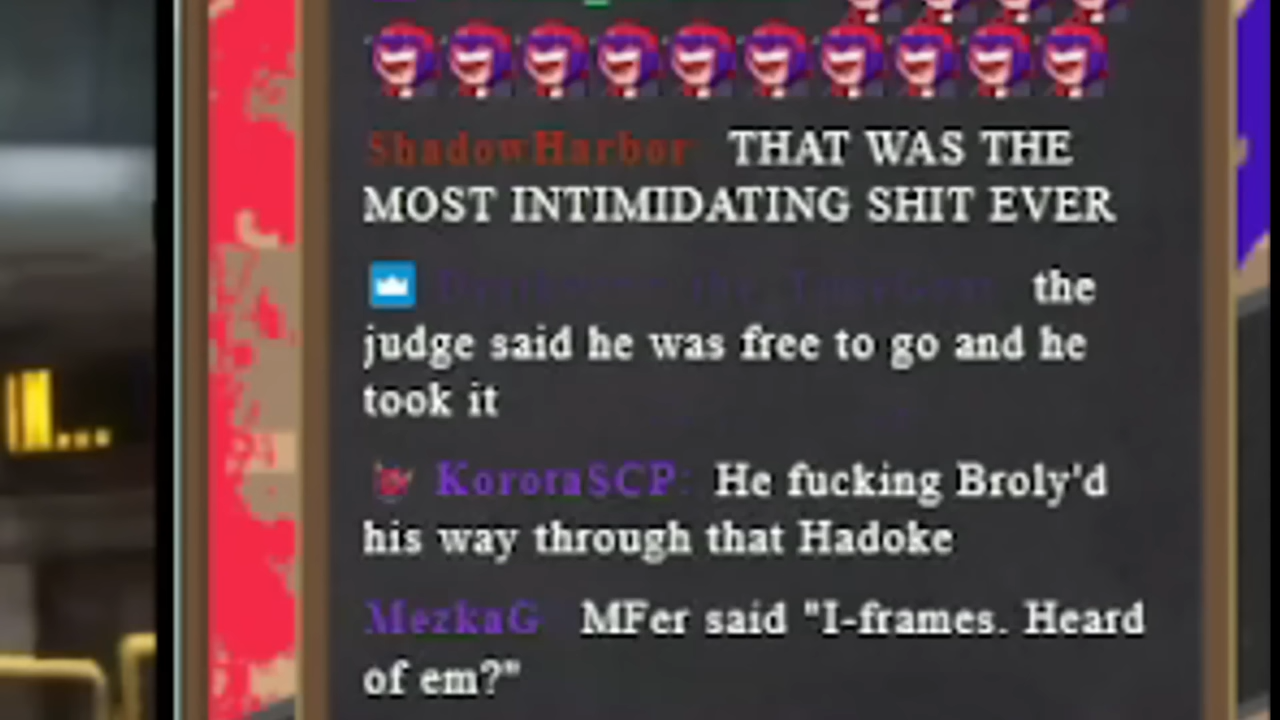 ShadowHarbor THAT WAS THE
MOST INTIMIDATING SHIT EVER
the
judge said he was free to go and he
took it
KorotaSCP: He fucking Broly'd
his way through that Hadoke
MezkaG MFer said "I-frames. Heard
of em?"